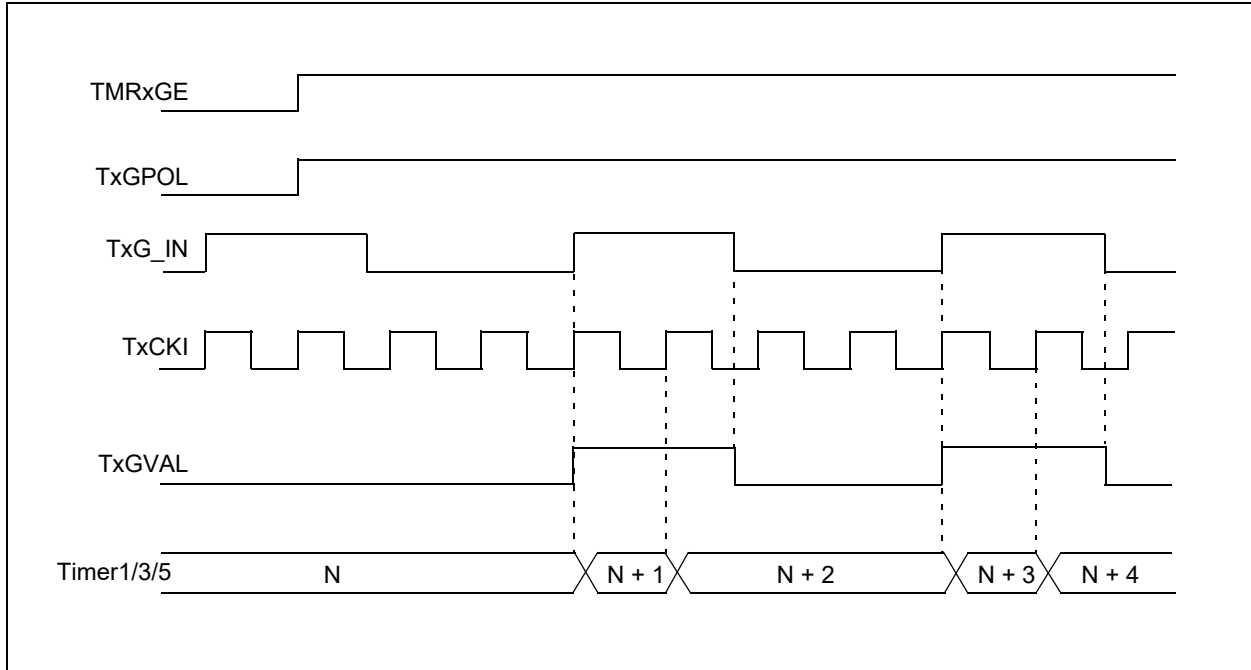 TMRxGE
TxGPOL
TxG_IN
TxCKI
TxGVAL
Timer1/3/5 N N + 1 N + 2 N + 3 N + 4